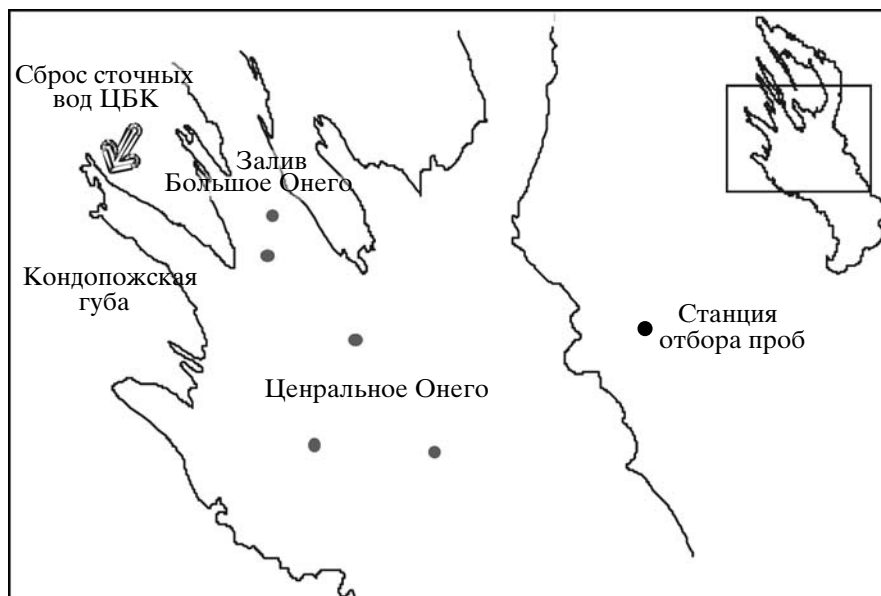 Сброс сточных
вод ЦБК
Залив
Большое Онего
Кондопожская
губа
Станция
отбора проб
Ценральное Онего